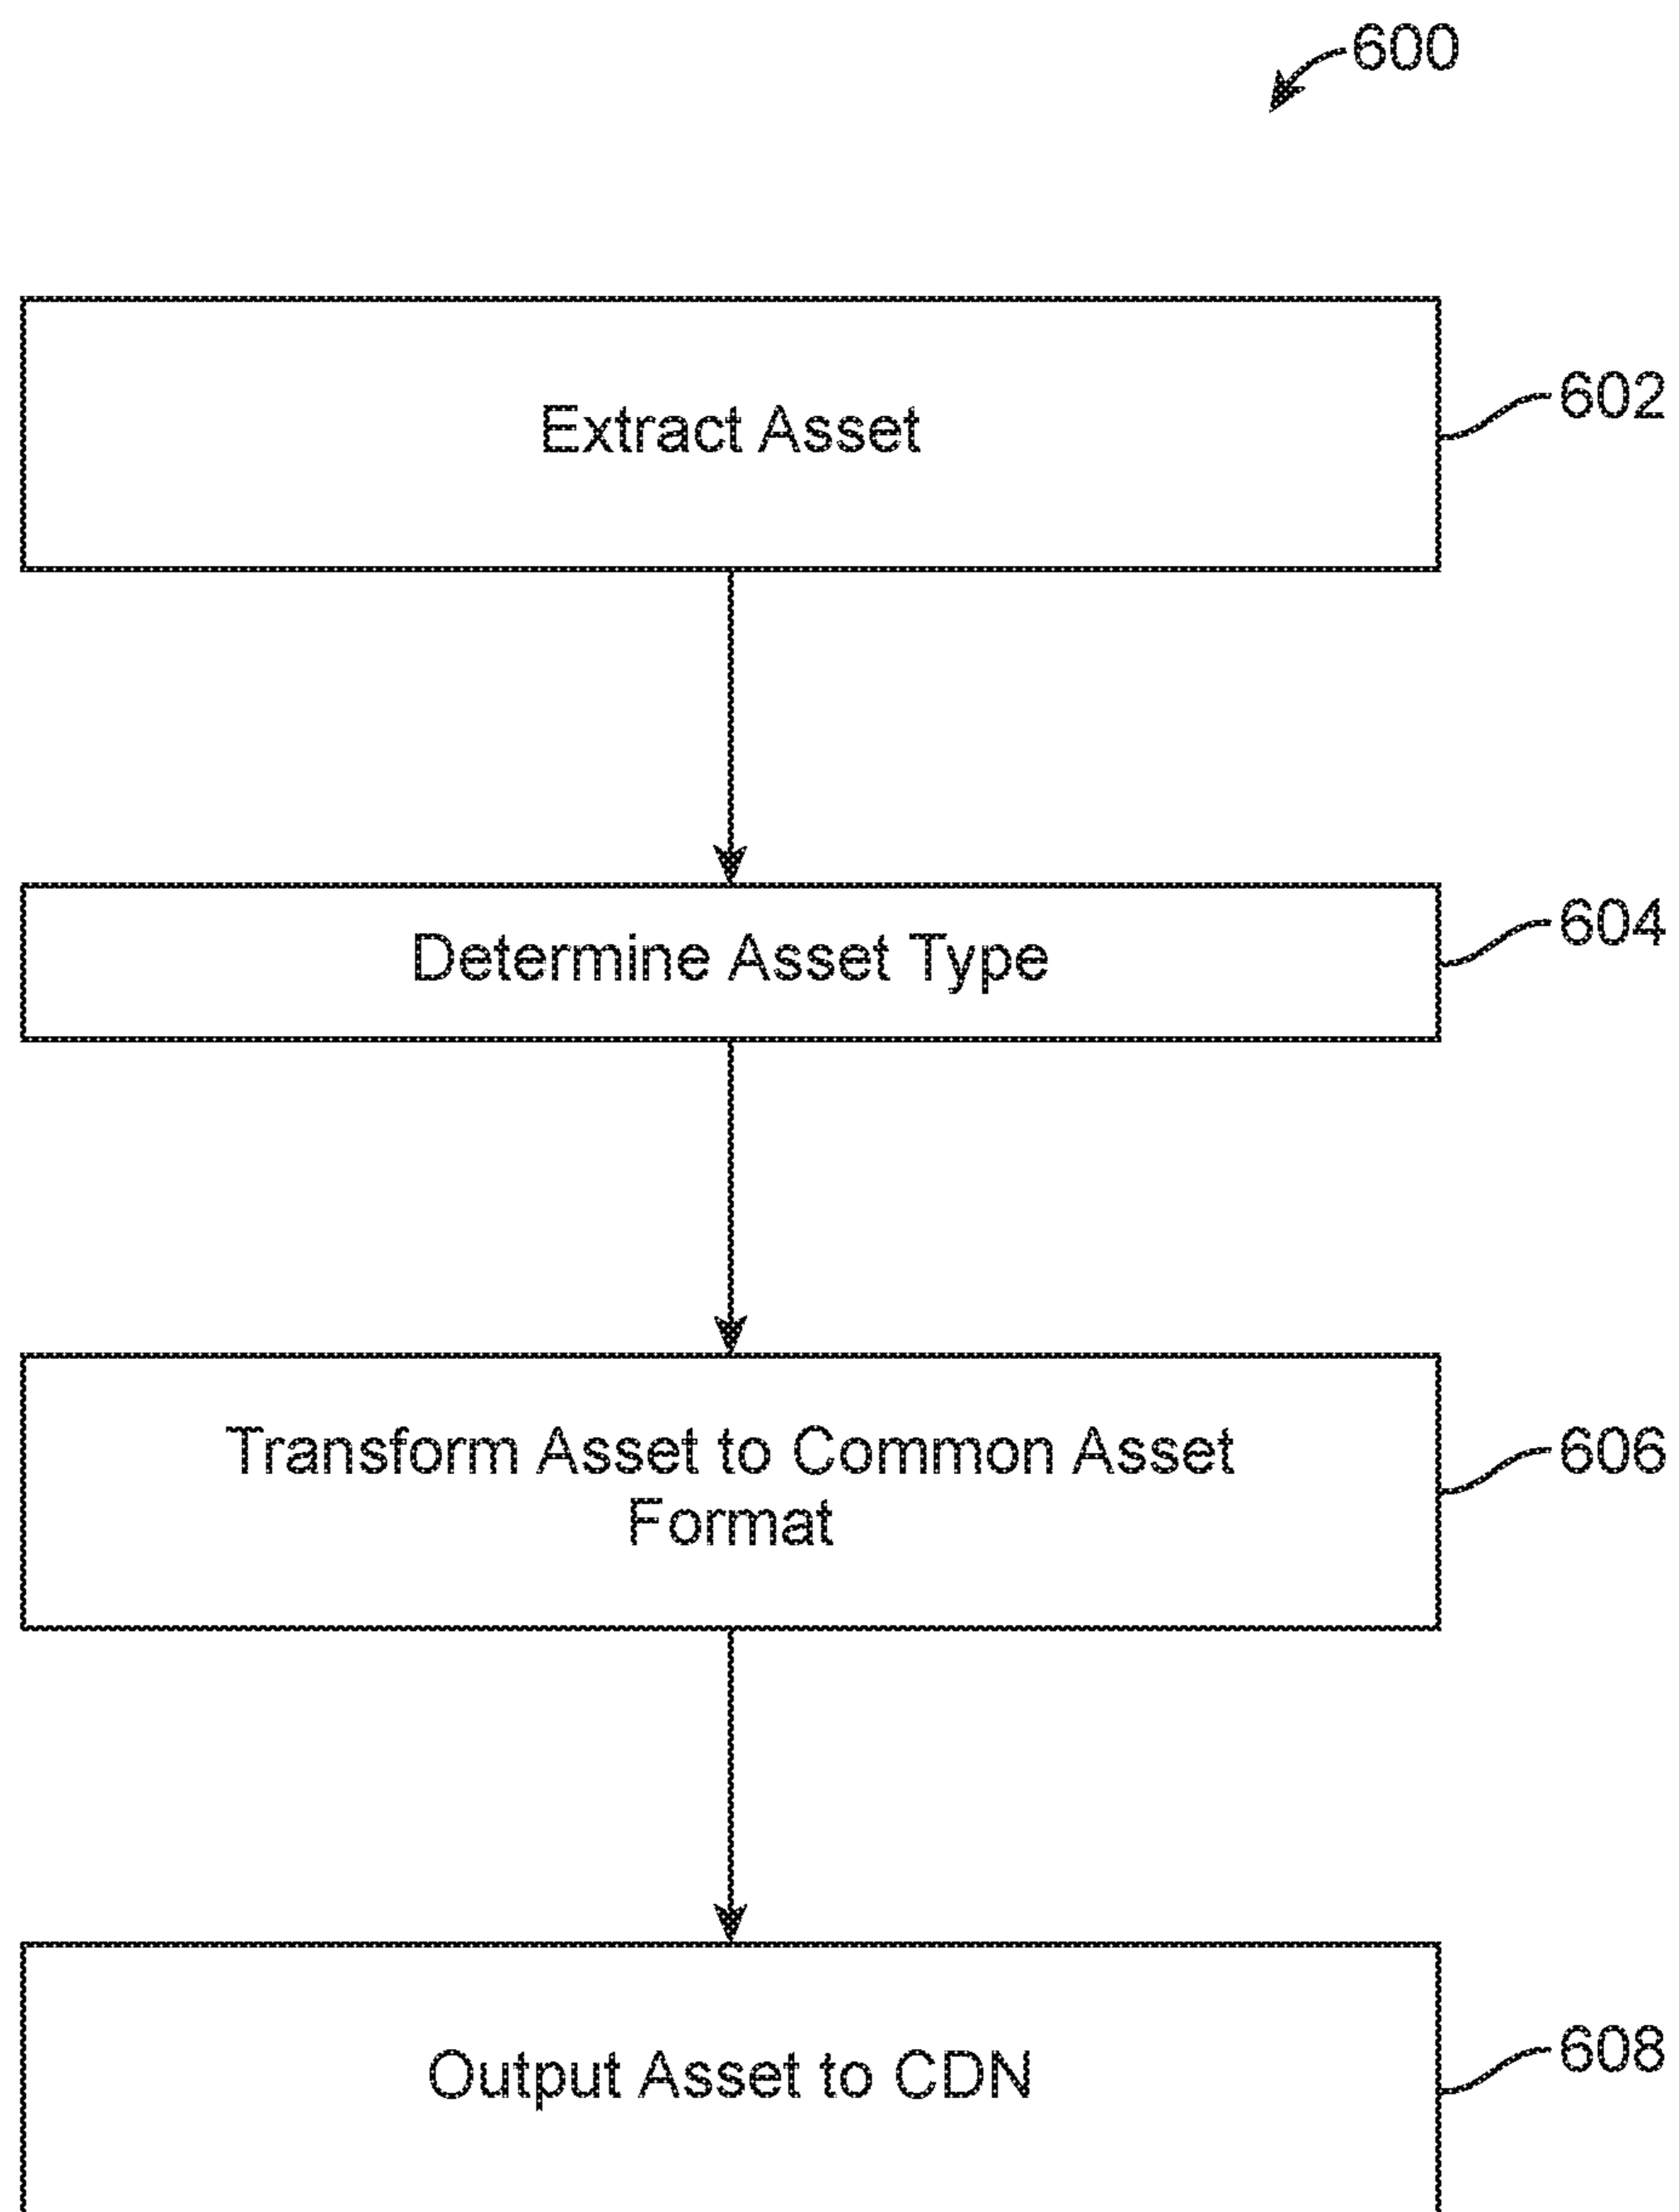 600
Extract Asset
602
Determine Asset Type
604
Transform Asset to Common Asset
Format
606
Output Asset to CDN
608